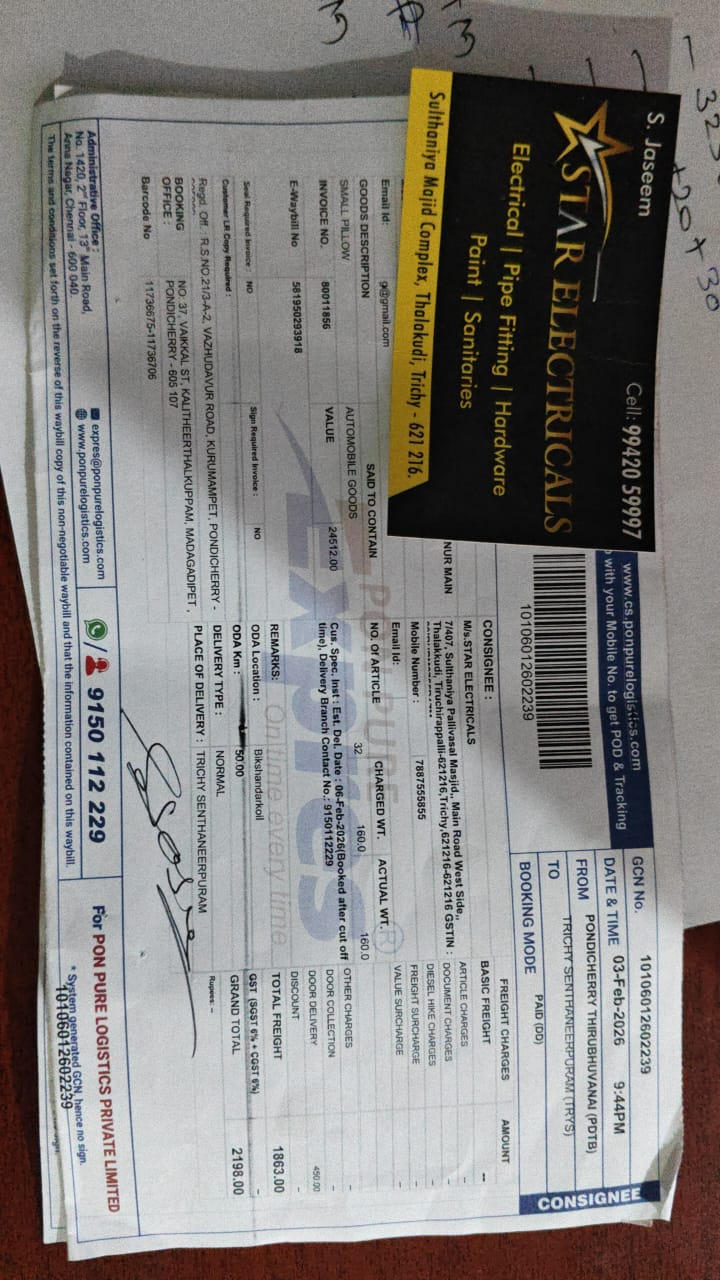 S. Jaseem
Cell: 99420 59997
STAR ELECTRICALS
Electrical | Pipe Fitting | Hardware
Paint | Sanitaries
Sulthaniya Majid Complex, Thalakudi, Trichy - 621 216.
www.cs.ponpurelogistics.com
with your Mobile No. to get POD & Tracking
10106012602239
GCN No. 10106012602239
DATE & TIME 03-Feb-2026 9:44PM
FROM PONDICHERRY THIRUBHUVANAI (PDTB)
TO TRICHY SENTHANEERPURAM (TRYS)
BOOKING MODE PAID (DD)
CONSIGNEE
NUR MAIN
CONSIGNEE :
M/s.STAR ELECTRICALS
7/407, Sulthaniya Pallivasal Masjid,, Main Road West Side,,
Thalakkudi, Tiruchirappalli-621216,Trichy,621216-621216 GSTIN :
Mobile Number : 7887555855
Email Id: g@gmail.com
Email Id:
GOODS DESCRIPTION SAID TO CONTAIN NO. OF ARTICLE CHARGED WT. ACTUAL WT.
SMALL PILLOW AUTOMOBILE GOODS 32 160.0 160.0
INVOICE NO. 80011856 VALUE 24512.00
Cus. Spec. Inst : Est. Del. Date : 06-Feb-2026(Booked after cut off
time), Delivery Branch Contact No.: 9150112229
E-Waybill No 581950293918
REMARKS:
Seal Required Invoice : NO Sign Required Invoice : NO
ODA Location : Bikshandarkoil
Customer LR Copy Required :
ODA Km : 50.00
Regd. Off. : R.S.NO.21/3-A-2, VAZHUDAVUR ROAD, KURUMAMPET, PONDICHERRY -
DELIVERY TYPE : NORMAL
BOOKING OFFICE : NO. 37, VAIKKAL ST, KALITHEERTHALKUPPAM, MADAGADIPET ,
PONDICHERRY - 605 107
PLACE OF DELIVERY : TRICHY SENTHANEERPURAM
Barcode No 11736675-11736706
FREIGHT CHARGES AMOUNT
BASIC FREIGHT --
ARTICLE CHARGES -
DOCUMENT CHARGES -
DIESEL HIKE CHARGES -
FREIGHT SURCHARGE -
VALUE SURCHARGE -
OTHER CHARGES -
DOOR COLLECTION -
DOOR DELIVERY 450.00
DISCOUNT -
TOTAL FREIGHT 1863.00
GST (SGST 6% + CGST 6%) -
GRAND TOTAL 2198.00
Rupees: --
PON PURE
Expres
®
Ontime every time
Administrative Office :
No. 1420, 2nd Floor, 13th Main Road,
Anna Nagar, Chennai - 600 040.
expres@ponpurelogistics.com
www.ponpurelogistics.com
9150 112 229
For PON PURE LOGISTICS PRIVATE LIMITED
* System generated GCN, hence no sign.
10106012602239
The terms and conditions set forth on the reverse of this waybill copy of this non-negotiable waybill and that the information contained on this waybill.